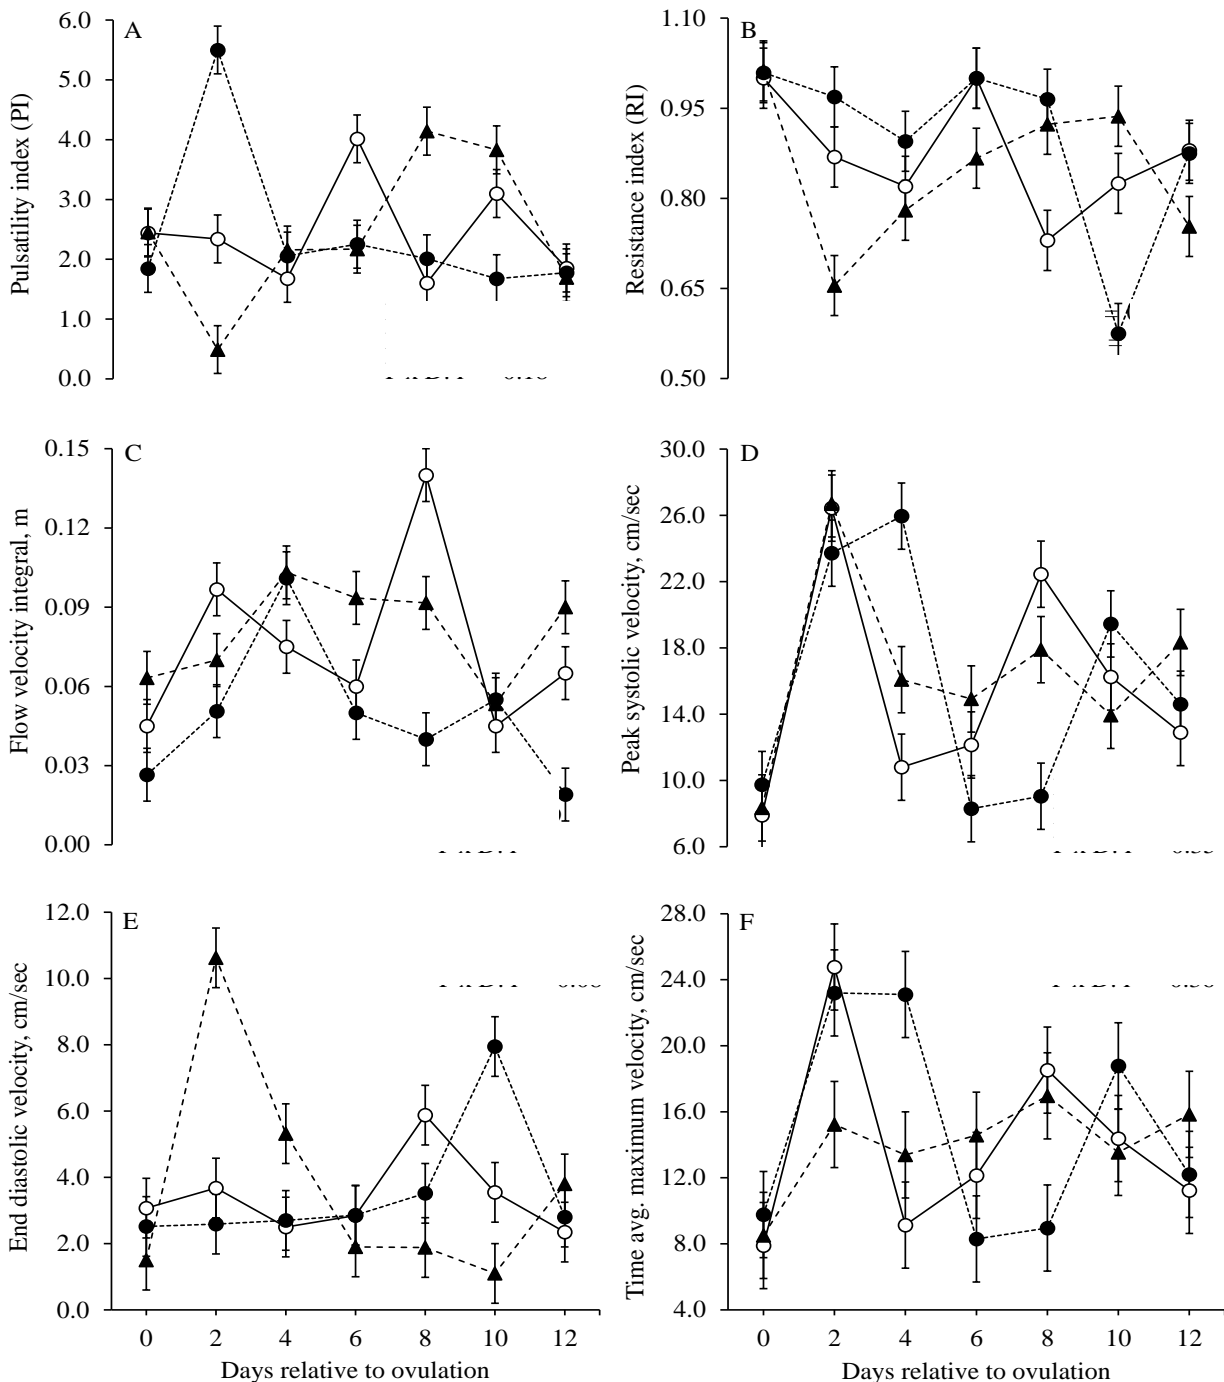 A
Pulsatility index (PI)
6.0
5.0
4.0
3.0
2.0
1.0
0.0
B
Resistance index (RI)
1.10
0.95
0.80
0.65
0.50
C
Flow velocity integral, m
0.15
0.12
0.09
0.06
0.03
0.00
D
Peak systolic velocity, cm/sec
30.0
26.0
22.0
18.0
14.0
10.0
6.0
E
End diastolic velocity, cm/sec
12.0
10.0
8.0
6.0
4.0
2.0
0.0
0 2 4 6 8 10 12
Days relative to ovulation
F
Time avg. maximum velocity, cm/sec
28.0
24.0
20.0
16.0
12.0
8.0
4.0
0 2 4 6 8 10 12
Days relative to ovulation